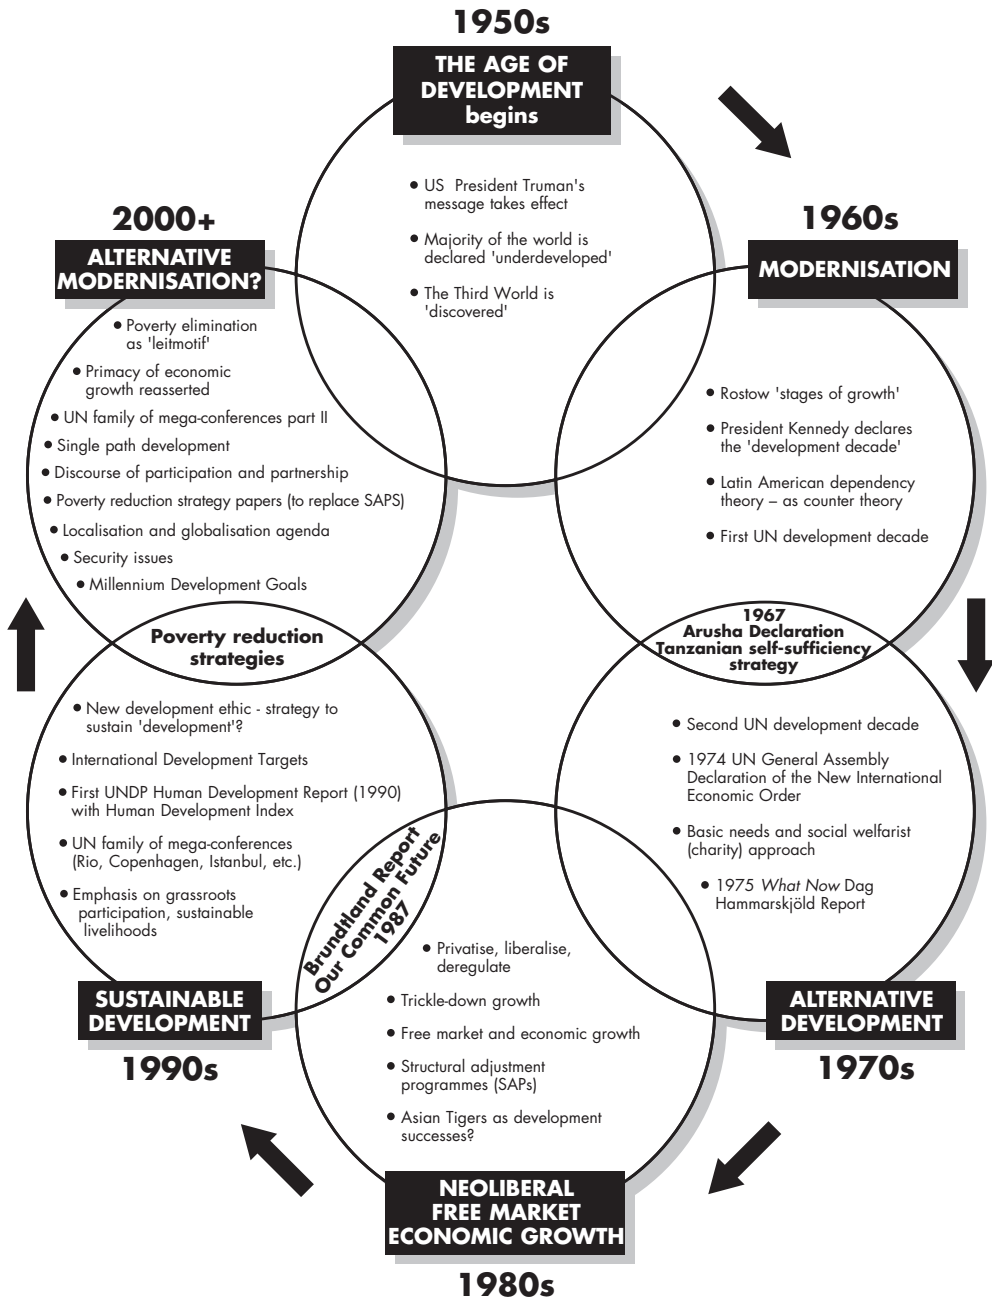 1950s
THE AGE OF
DEVELOPMENT
begins
• US President Truman's
message takes effect
• Majority of the world is
declared 'underdeveloped'
• The Third World is
'discovered'
1960s
MODERNISATION
• Rostow 'stages of growth'
• President Kennedy declares
the 'development decade'
• Latin American dependency
theory – as counter theory
• First UN development decade
1967
Arusha Declaration
Tanzanian self-sufficiency
strategy
• Second UN development decade
• 1974 UN General Assembly
Declaration of the New International
Economic Order
• Basic needs and social welfarist
(charity) approach
• 1975 What Now Dag
Hammarskjöld Report
ALTERNATIVE
DEVELOPMENT
1970s
• Privatise, liberalise,
deregulate
• Trickle-down growth
• Free market and economic growth
• Structural adjustment
programmes (SAPs)
• Asian Tigers as development
successes?
NEOLIBERAL
FREE MARKET
ECONOMIC GROWTH
1980s
Brundtland Report
Our Common Future
1987
• New development ethic - strategy to
sustain 'development'?
• International Development Targets
• First UNDP Human Development Report (1990)
with Human Development Index
• UN family of mega-conferences
(Rio, Copenhagen, Istanbul, etc.)
• Emphasis on grassroots
participation, sustainable
livelihoods
SUSTAINABLE
DEVELOPMENT
1990s
Poverty reduction
strategies
2000+
ALTERNATIVE
MODERNISATION?
• Poverty elimination
as 'leitmotif'
• Primacy of economic
growth reasserted
• UN family of mega-conferences part II
• Single path development
• Discourse of participation and partnership
• Poverty reduction strategy papers (to replace SAPS)
• Localisation and globalisation agenda
• Security issues
• Millennium Development Goals